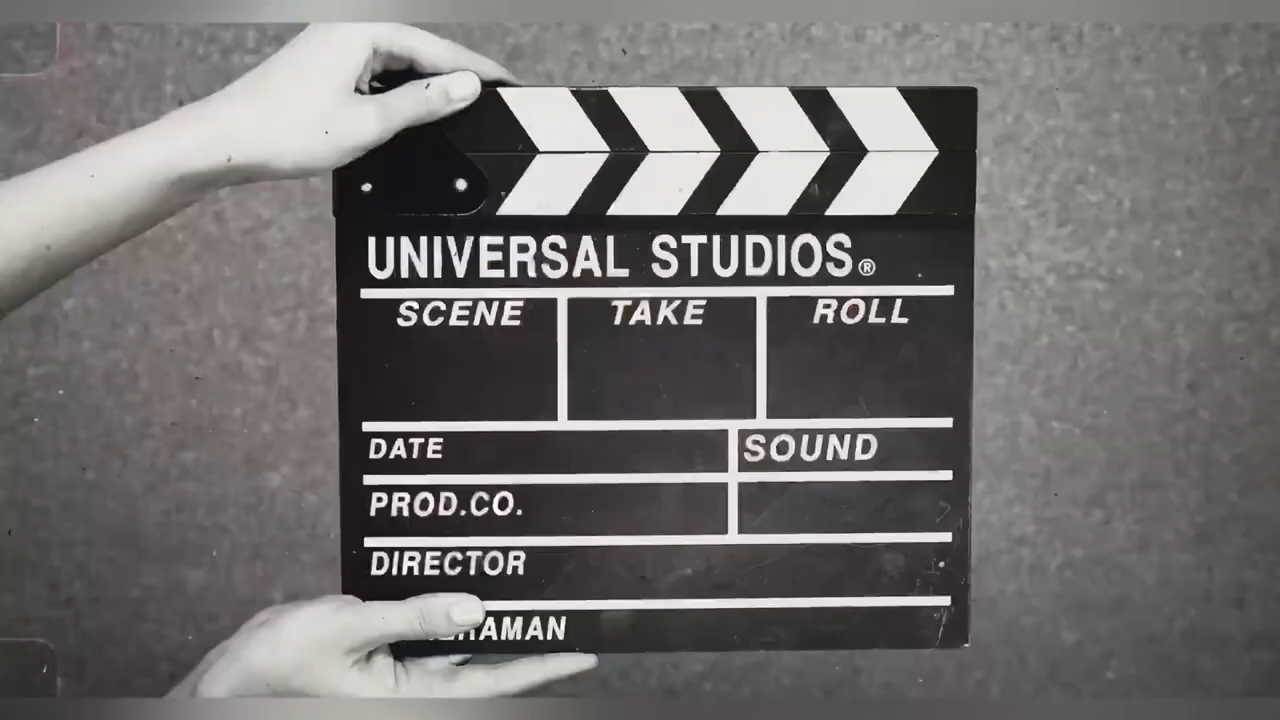 UNIVERSAL STUDIOS®
SCENE TAKE ROLL
DATE SOUND
PROD.CO.
DIRECTOR